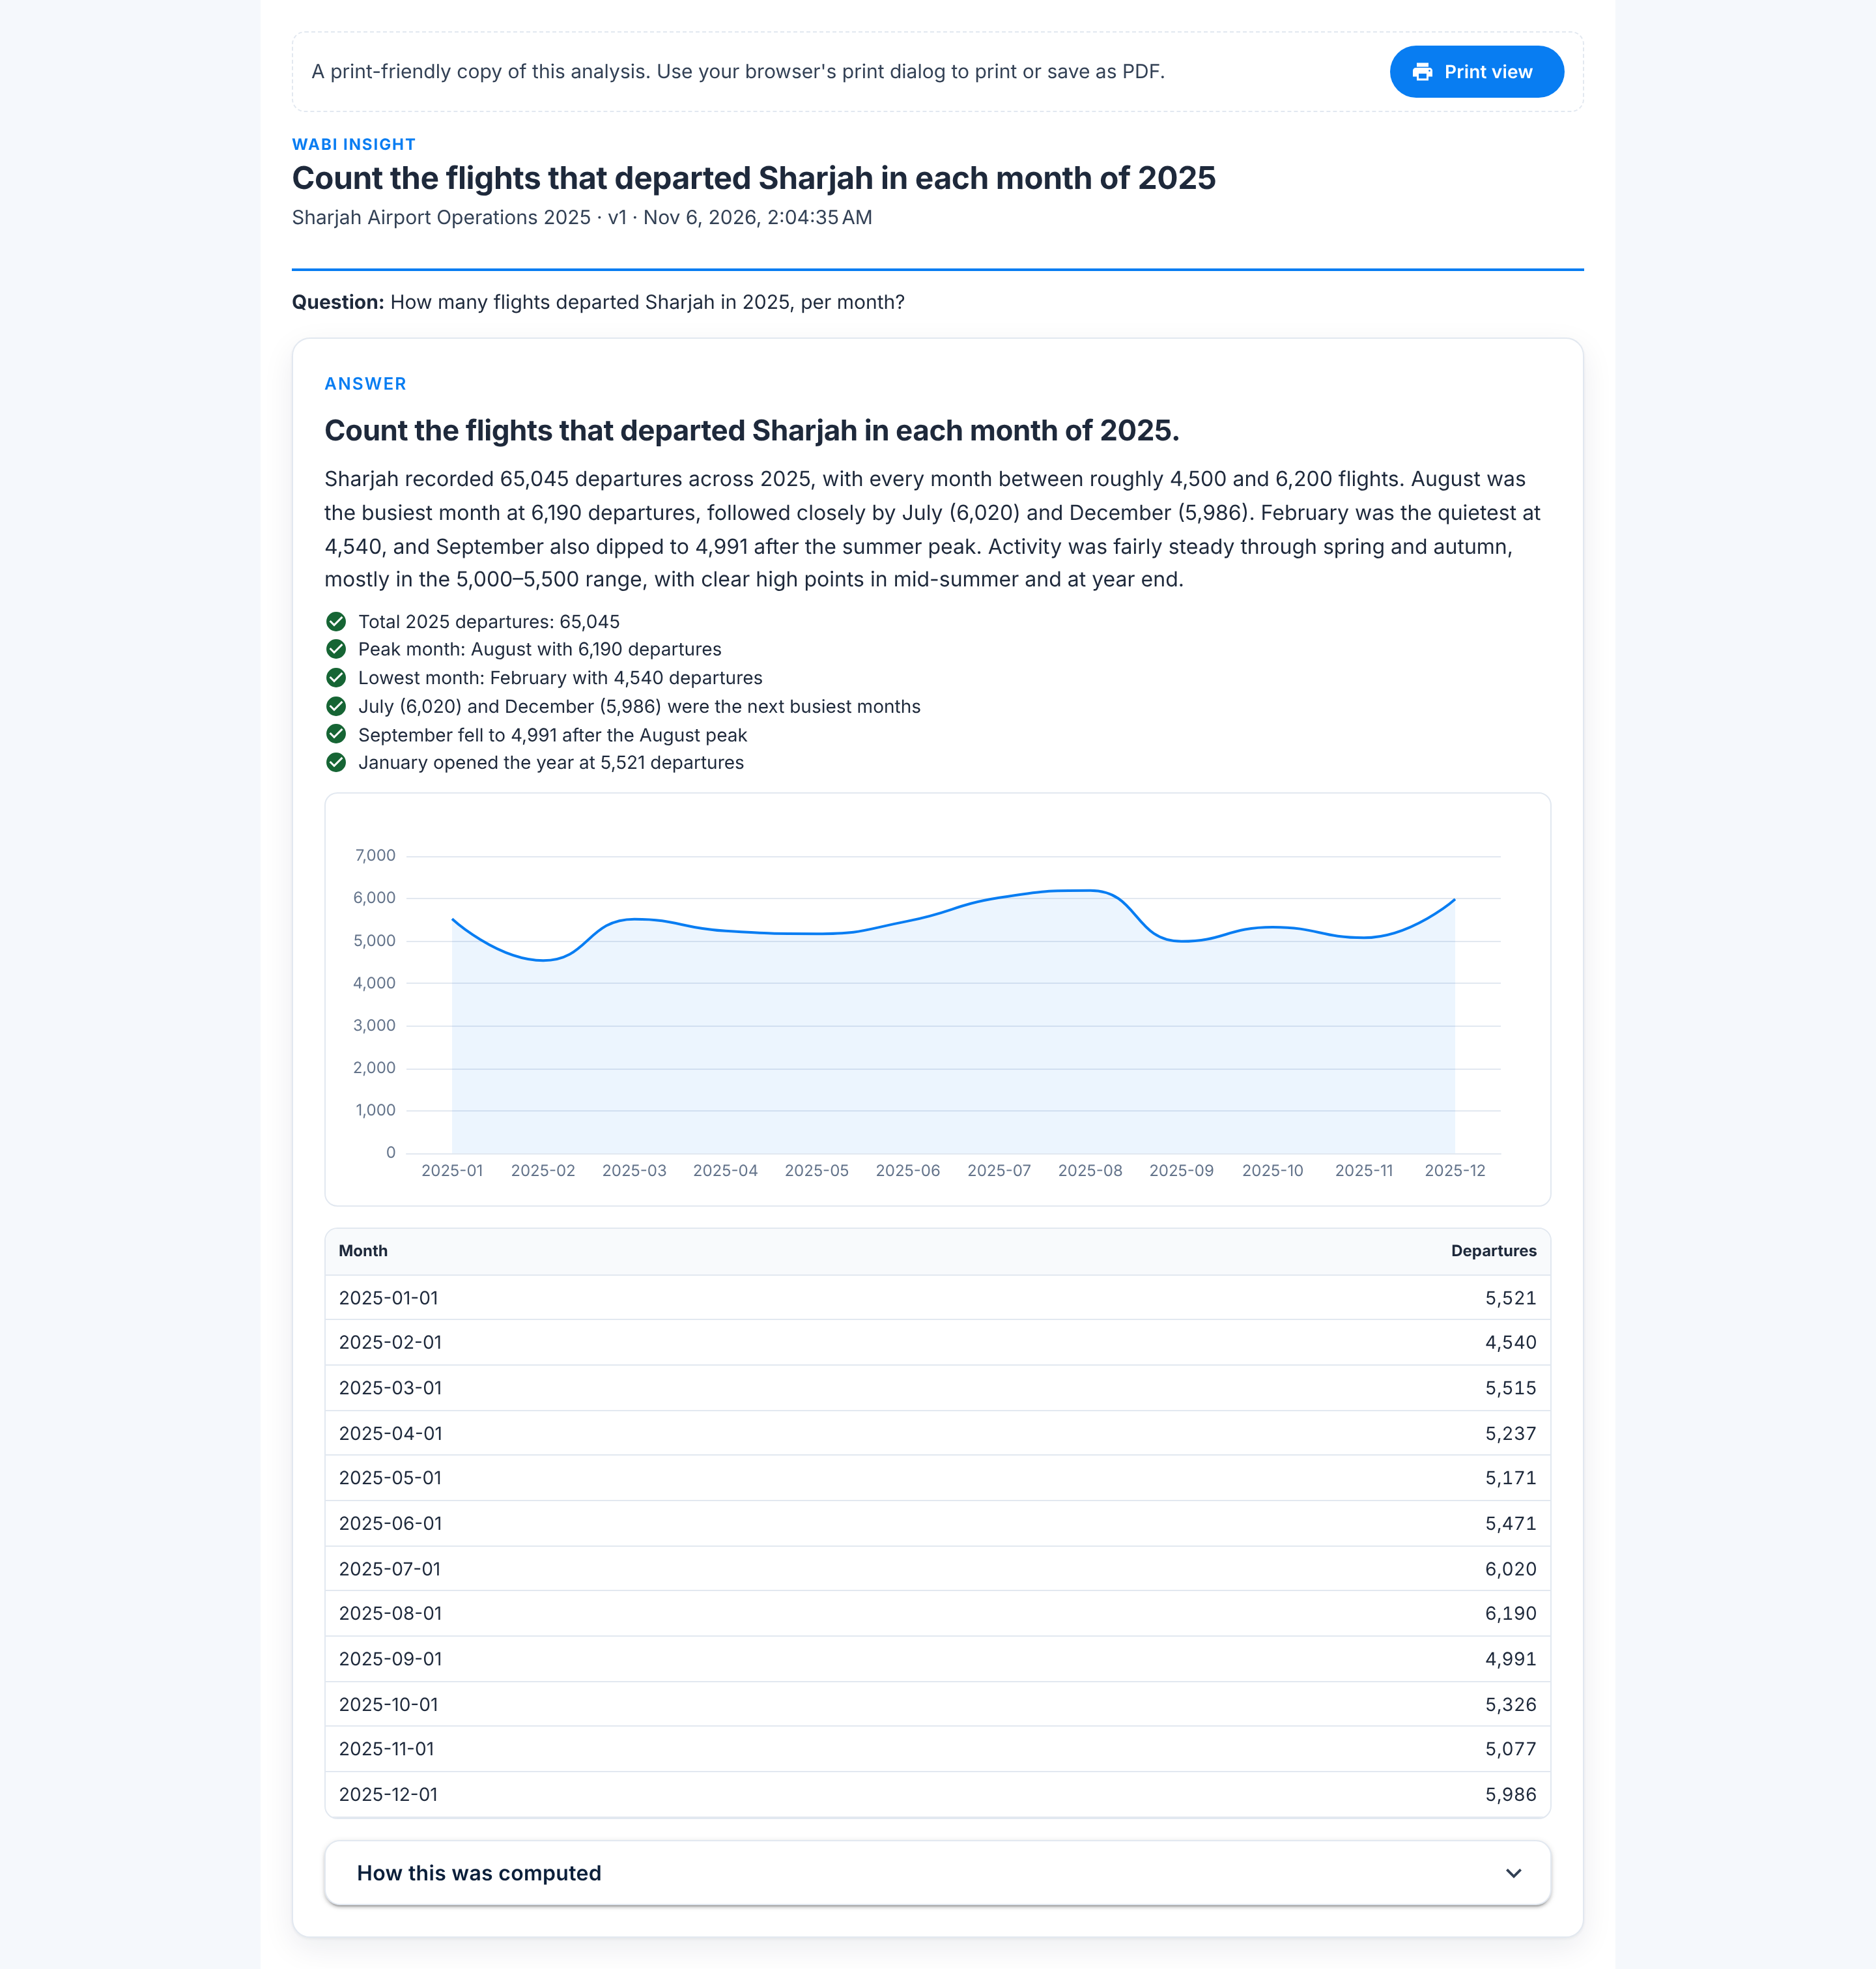 A print-friendly copy of this analysis. Use your browser's print dialog to print or save as PDF.
Print view
WABI INSIGHT
Count the flights that departed Sharjah in each month of 2025
Sharjah Airport Operations 2025 · v1 · Nov 6, 2026, 2:04:35 AM
Question: How many flights departed Sharjah in 2025, per month?
ANSWER
Count the flights that departed Sharjah in each month of 2025.
Sharjah recorded 65,045 departures across 2025, with every month between roughly 4,500 and 6,200 flights. August was
the busiest month at 6,190 departures, followed closely by July (6,020) and December (5,986). February was the quietest at
4,540, and September also dipped to 4,991 after the summer peak. Activity was fairly steady through spring and autumn,
mostly in the 5,000–5,500 range, with clear high points in mid-summer and at year end.
Total 2025 departures: 65,045
Peak month: August with 6,190 departures
Lowest month: February with 4,540 departures
July (6,020) and December (5,986) were the next busiest months
September fell to 4,991 after the August peak
January opened the year at 5,521 departures
7,000
6,000
5,000
4,000
3,000
2,000
1,000
0
2025-01 2025-02 2025-03 2025-04 2025-05 2025-06 2025-07 2025-08 2025-09 2025-10 2025-11 2025-12
Month Departures
2025-01-01 5,521
2025-02-01 4,540
2025-03-01 5,515
2025-04-01 5,237
2025-05-01 5,171
2025-06-01 5,471
2025-07-01 6,020
2025-08-01 6,190
2025-09-01 4,991
2025-10-01 5,326
2025-11-01 5,077
2025-12-01 5,986
How this was computed